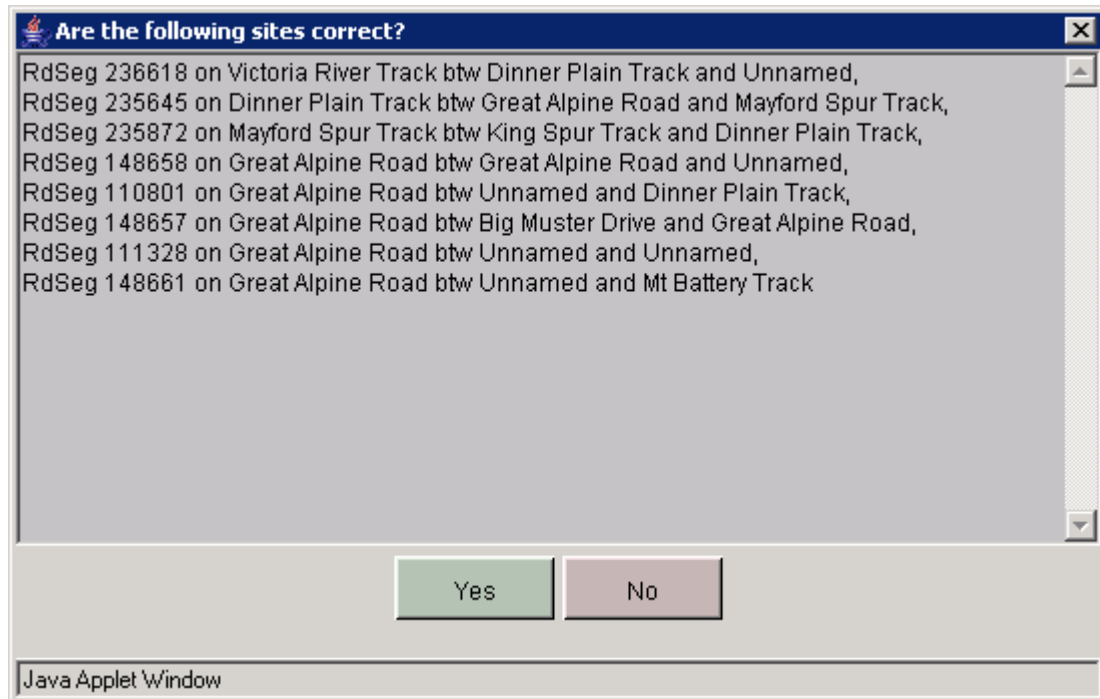 Are the following sites correct?
RdSeg 236618 on Victoria River Track btw Dinner Plain Track and Unnamed,
RdSeg 235645 on Dinner Plain Track btw Great Alpine Road and Mayford Spur Track,
RdSeg 235872 on Mayford Spur Track btw King Spur Track and Dinner Plain Track,
RdSeg 148658 on Great Alpine Road btw Great Alpine Road and Unnamed,
RdSeg 110801 on Great Alpine Road btw Unnamed and Dinner Plain Track,
RdSeg 148657 on Great Alpine Road btw Big Muster Drive and Great Alpine Road,
RdSeg 111328 on Great Alpine Road btw Unnamed and Unnamed,
RdSeg 148661 on Great Alpine Road btw Unnamed and Mt Battery Track
Yes
No
Java Applet Window